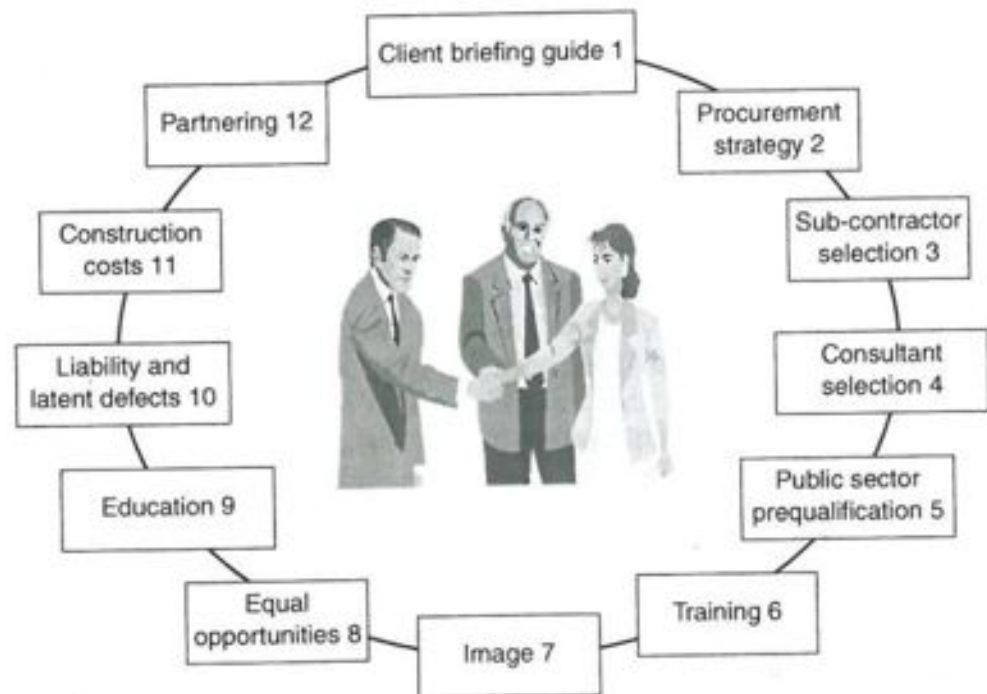 Client briefing guide 1
Procurement
strategy 2
Sub-contractor
selection 3
Consultant
selection 4
Public sector
prequalification 5
Training 6
Image 7
Equal
opportunities 8
Education 9
Liability and
latent defects 10
Construction
costs 11
Partnering 12